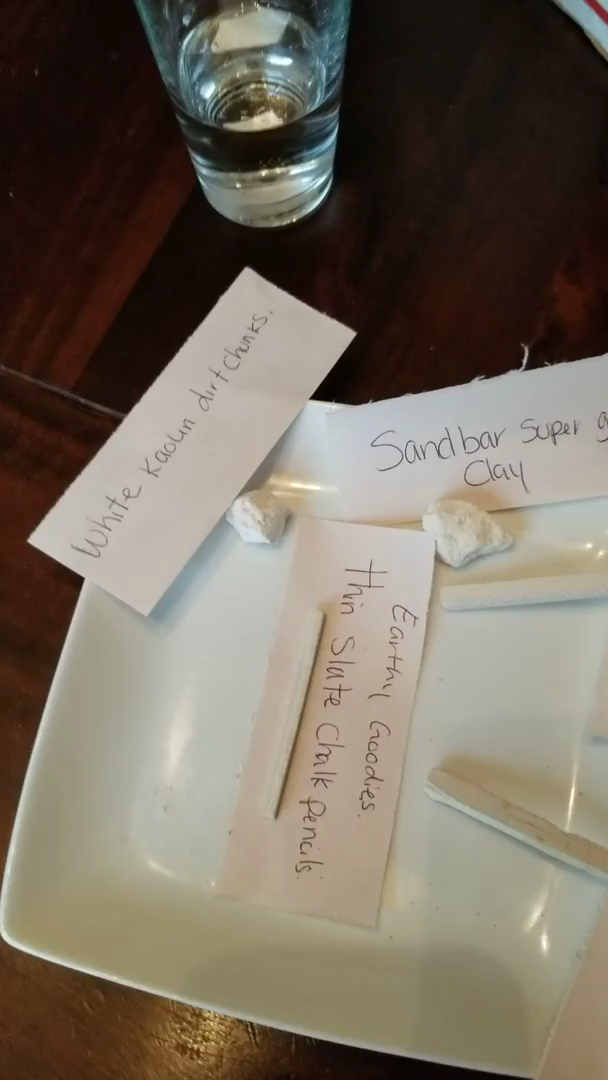 White Kaolin dirt chunks.
Sandbar Super
Clay
Earthy Goodies.
thin Slate Chalk pencils.